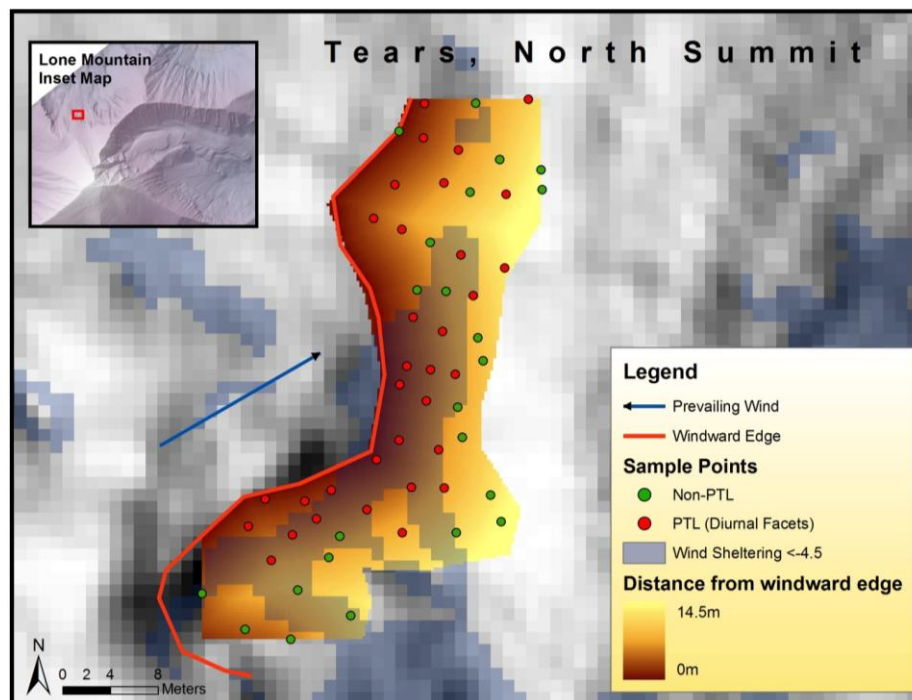 Tears, North Summit
Lone Mountain
Inset Map
Legend
Prevailing Wind
Windward Edge
Sample Points
Non-PTL
PTL (Diurnal Facets)
Wind Sheltering <-4.5
Distance from windward edge
14.5m
0m
N
0 2 4 8
Meters